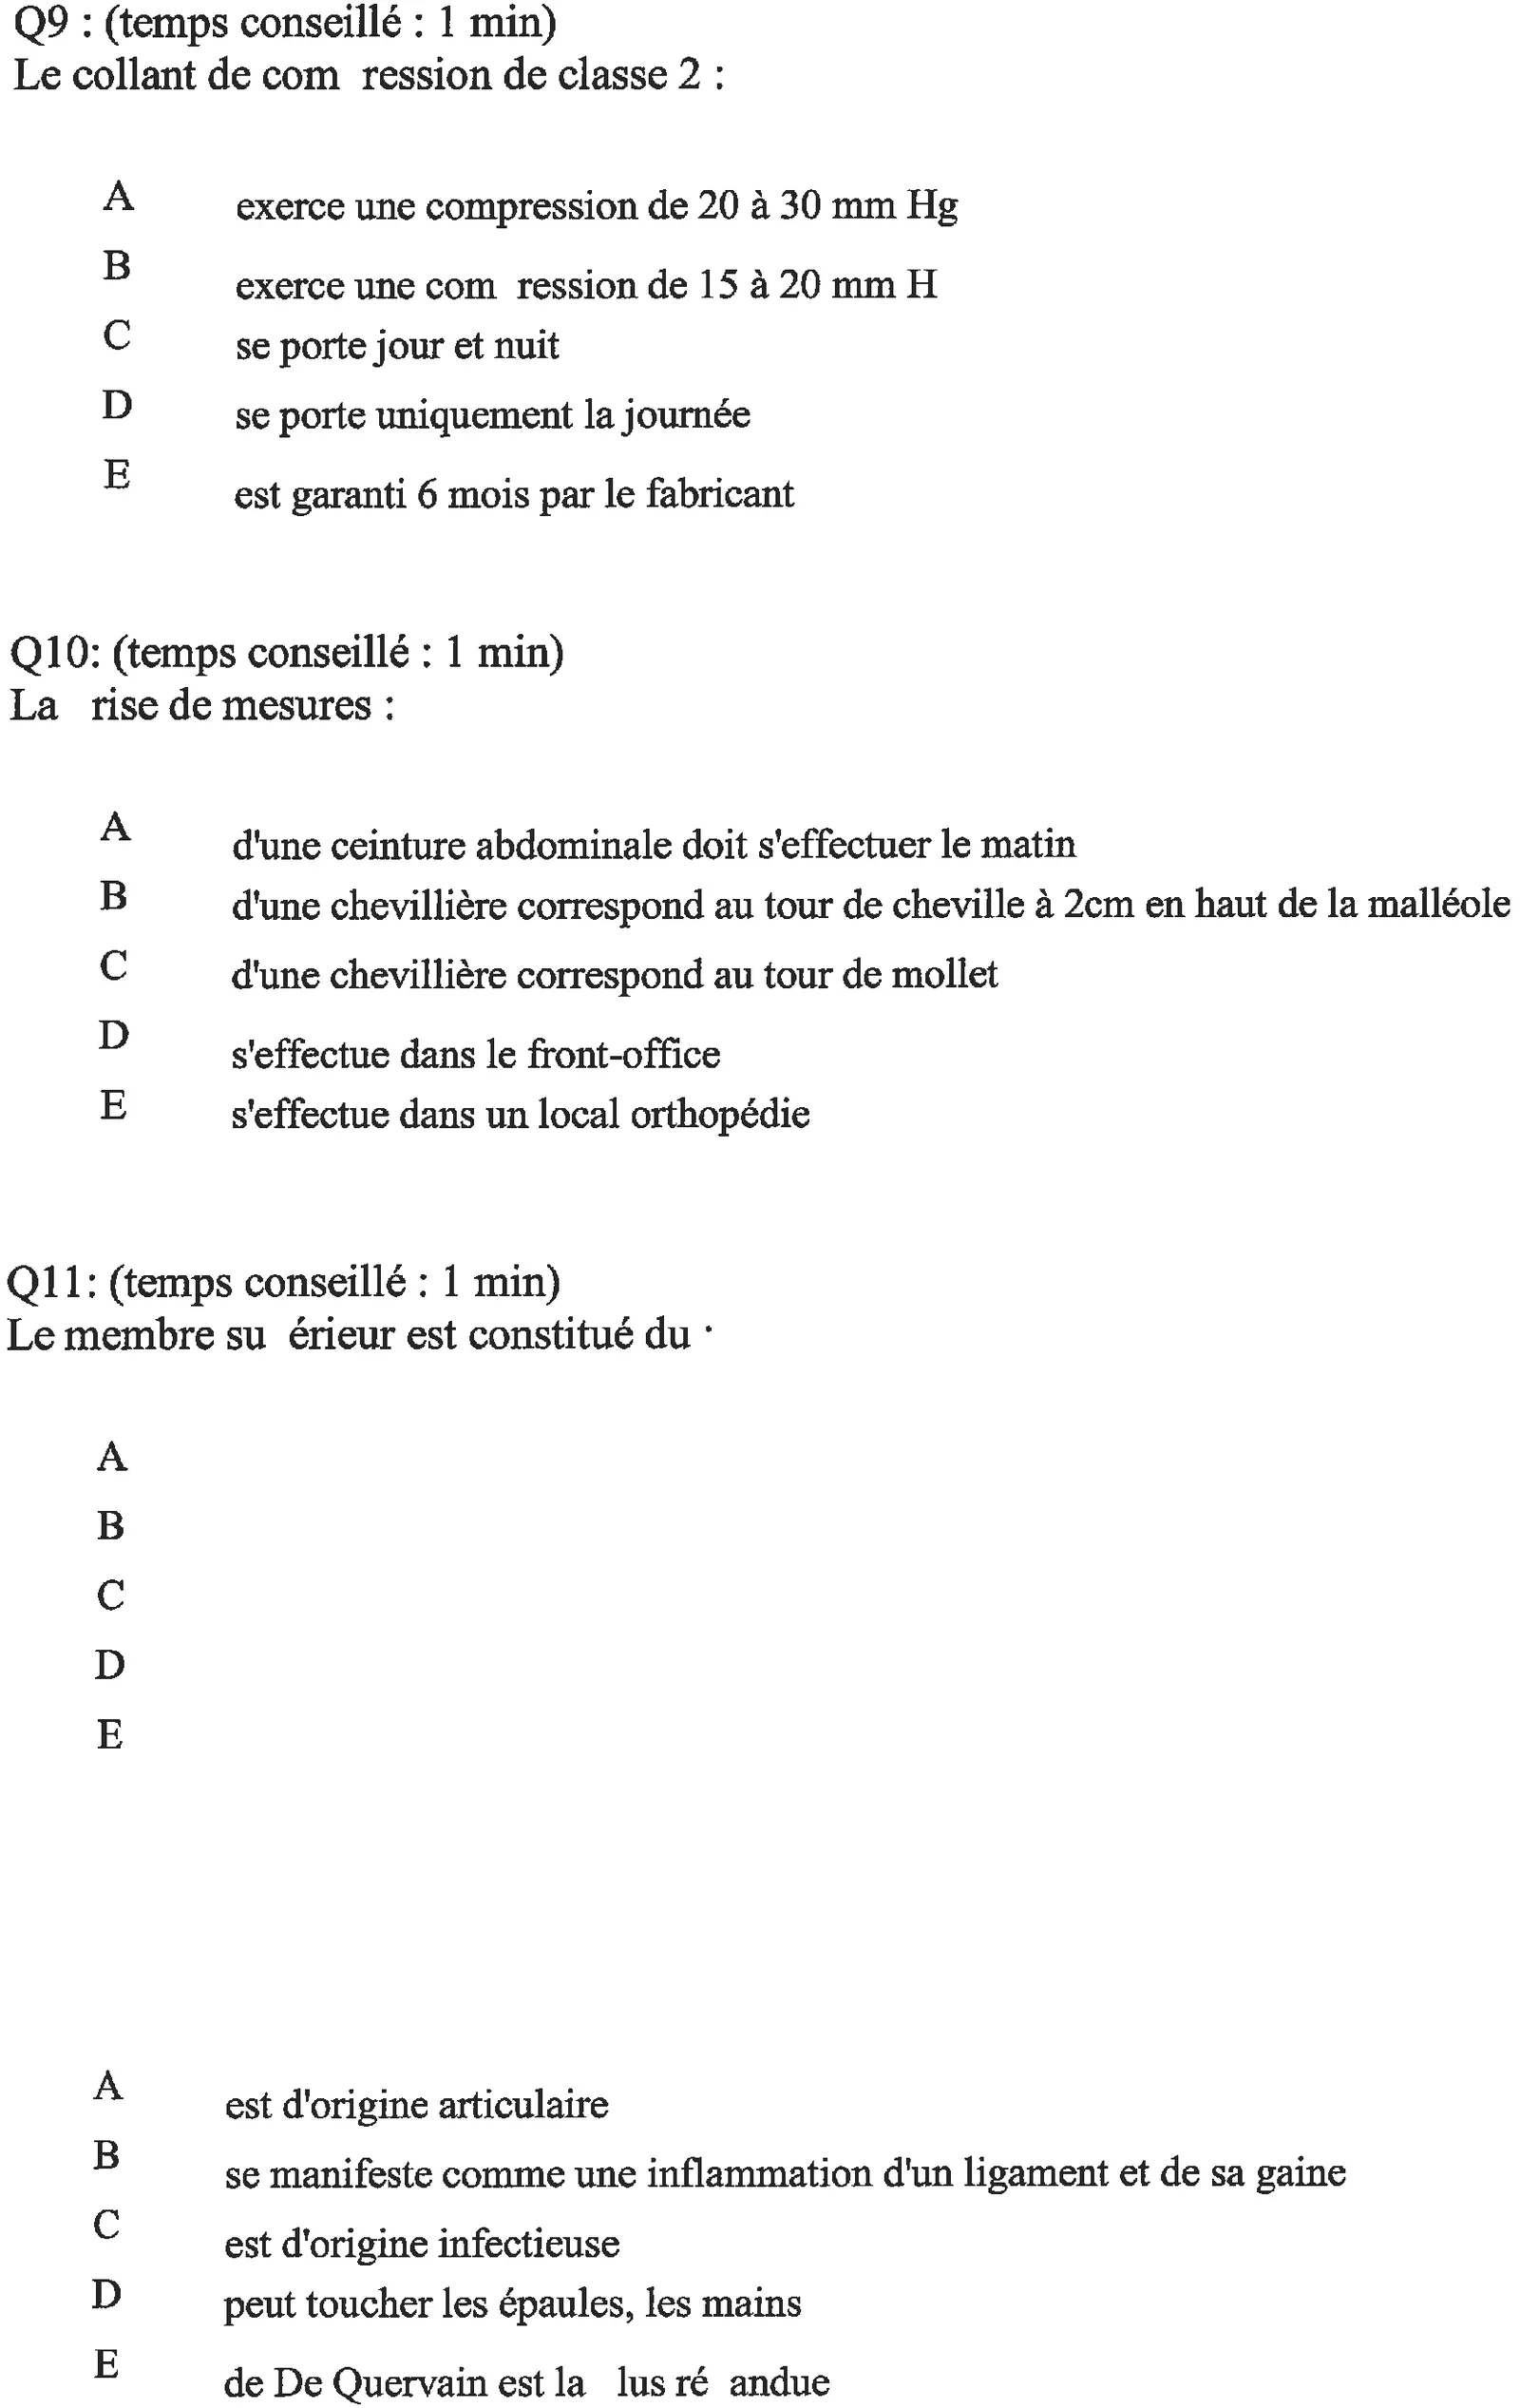 Q9 : (temps conseillé : 1 min)
Le collant de com ression de classe 2 :
A exerce une compression de 20 à 30 mm Hg
B exerce une com ression de 15 à 20 mm H
C se porte jour et nuit
D se porte uniquement la journée
E est garanti 6 mois par le fabricant
Q10: (temps conseillé : 1 min)
La rise de mesures :
A d'une ceinture abdominale doit s'effectuer le matin
B d'une chevillière correspond au tour de cheville à 2cm en haut de la malléole
C d'une chevillière correspond au tour de mollet
D s'effectue dans le front-office
E s'effectue dans un local orthopédie
Q11: (temps conseillé : 1 min)
Le membre su érieur est constitué du ·
A
B
C
D
E
A est d'origine articulaire
B se manifeste comme une inflammation d'un ligament et de sa gaine
C est d'origine infectieuse
D peut toucher les épaules, les mains
E de De Quervain est la lus ré andue